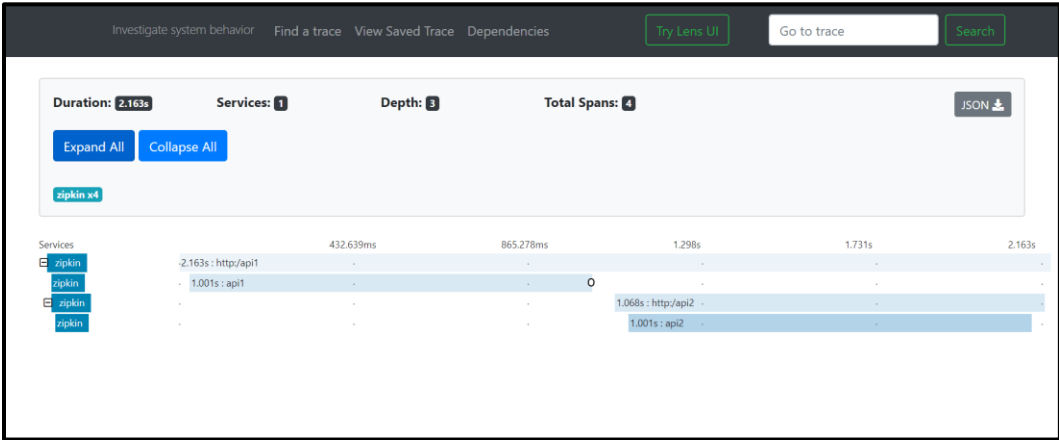 Investigate system behavior Find a trace View Saved Trace Dependencies Try Lens UI Go to trace Search
Duration: 2.163s Services: 1 Depth: 3 Total Spans: 4 JSON
Expand All Collapse All
zipkin x4
Services 432.639ms 865.278ms 1.298s 1.731s 2.163s
zipkin 2.163s : http:/api1
zipkin 1.001s : api1
zipkin 1.068s : http:/api2
zipkin 1.001s : api2